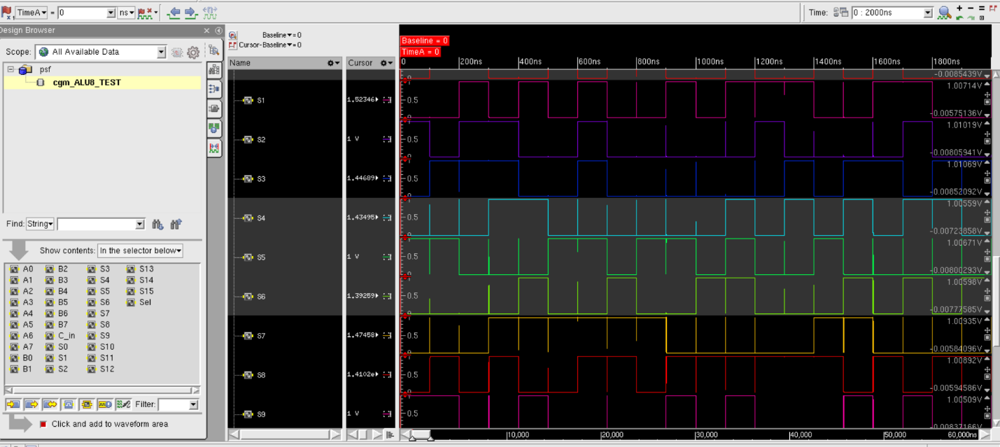 TimeA = 0 ns Time: 0 : 2000ns
Design Browser
Baseline = 0
Cursor-Baseline = 0
Scope: All Available Data
psf
cgm_ALU8_TEST
Find: String
Show contents: In the selector below
A0 B2 S3 S13
A1 B3 S4 S14
A2 B4 S5 S15
A3 B5 S6 Sel
A4 B6 S7
A5 B7 S8
A6 C_in S9
A7 S0 S10
B0 S1 S11
B1 S2 S12
Filter:
Click and add to waveform area
Name Cursor
Baseline = 0
TimeA = 0
0 200ns 400ns 600ns 800ns 1000ns 1200ns 1400ns 1600ns 1800ns
-0.0085439V
S1 1.52346 0.5 1.00714V
-0.00575136V
S2 1 V 0.5 1.01019V
-0.00805941V
S3 1.44689 0.5 1.01069V
-0.00852092V
S4 1.43495 0.5 1.00559V
-0.00723858V
S5 1 V 0.5 1.00671V
-0.00800293V
S6 1.39259 0.5 1.00598V
-0.00777585V
S7 1.47458 0.5 1.00935V
-0.00584096V
S8 1.4102e 0.5 1.00892V
-0.00594586V
S9 1 V 0.5 1.00509V
-0.00837166V
10,000 20,000 30,000 40,000 50,000 60,000ns